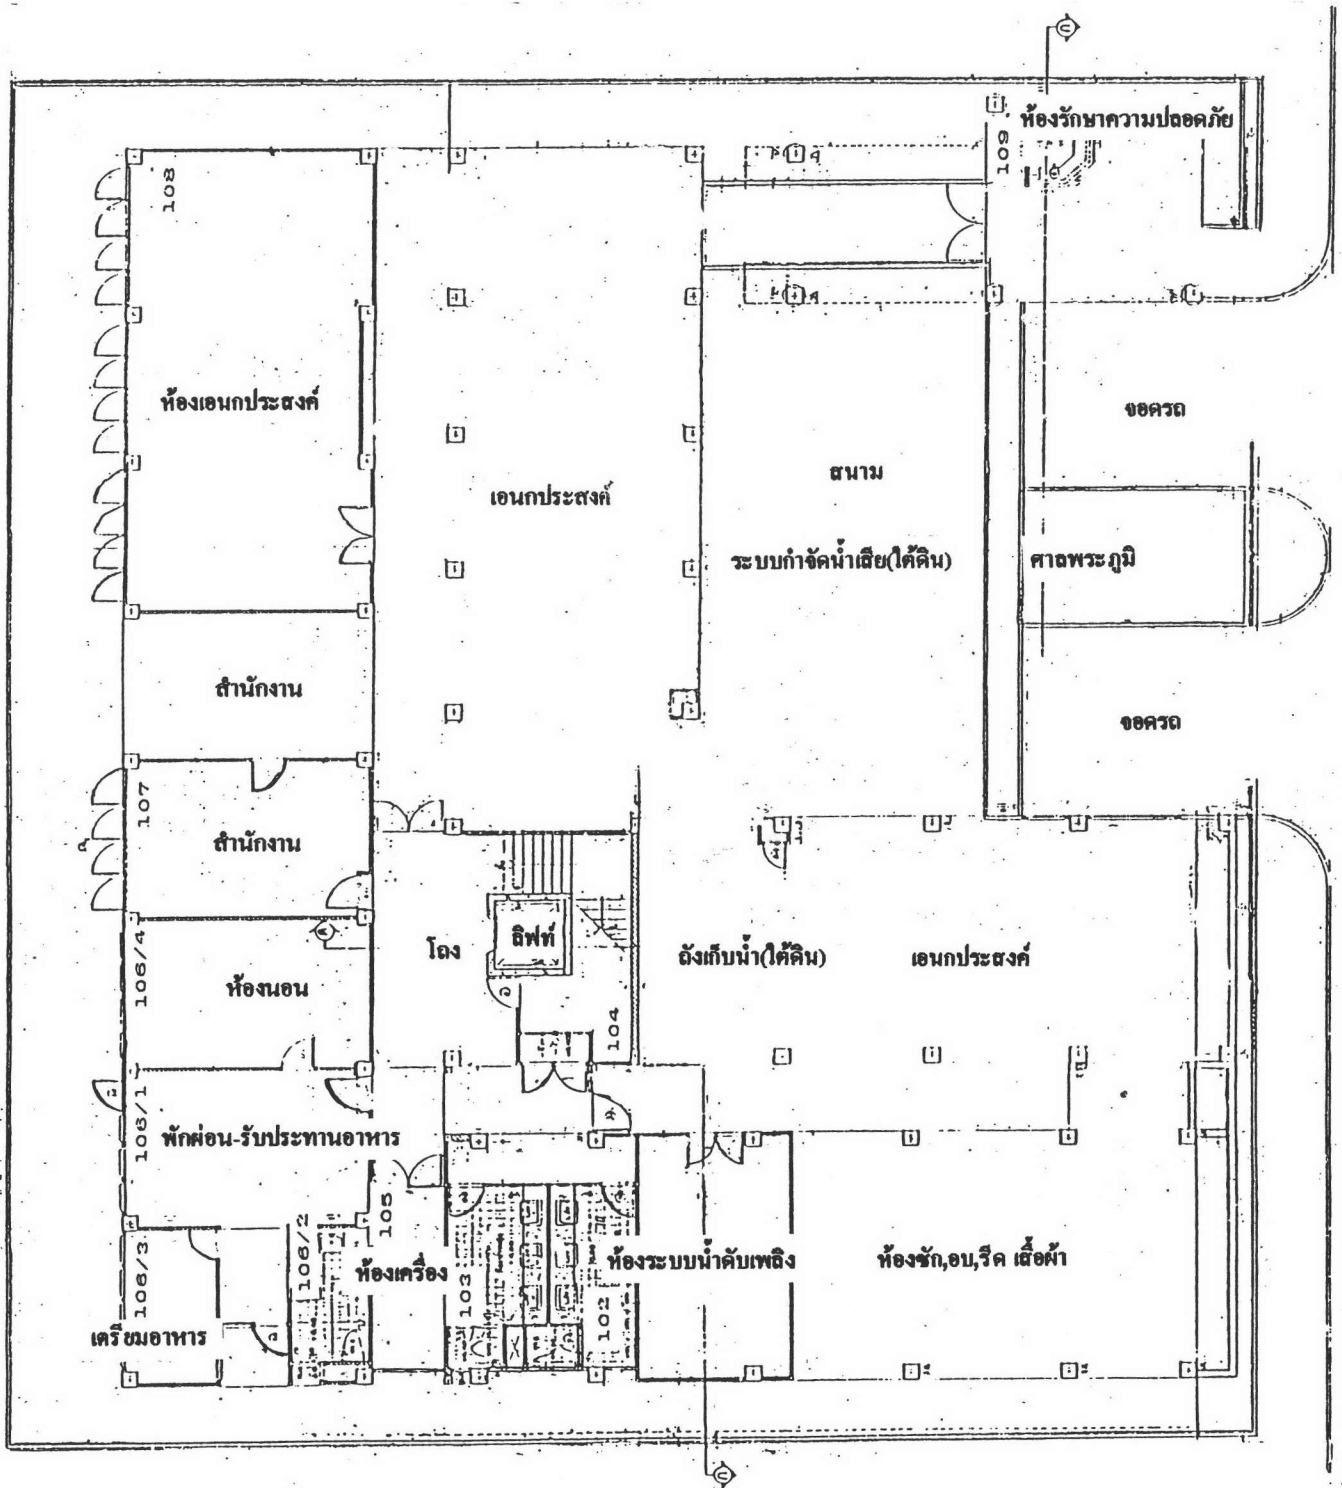 ห้องรักษาความปลอดภัย
109
108
ห้องเอนกประสงค์
จอดรถ
สนาม
เอนกประสงค์
ระบบกำจัดน้ำเสีย(ใต้ดิน)
ศาลพระภูมิ
สำนักงาน
จอดรถ
107
สำนักงาน
106/4
ห้องนอน
โถง
ลิฟท์
ถังเก็บน้ำ(ใต้ดิน)
เอนกประสงค์
104
106/1
พักผ่อน-รับประทานอาหาร
105
106/3
106/2
ห้องเครื่อง
103
102
ห้องระบบน้ำดับเพลิง
ห้องซัก,อบ,รีด เสื้อผ้า
เตรียมอาหาร